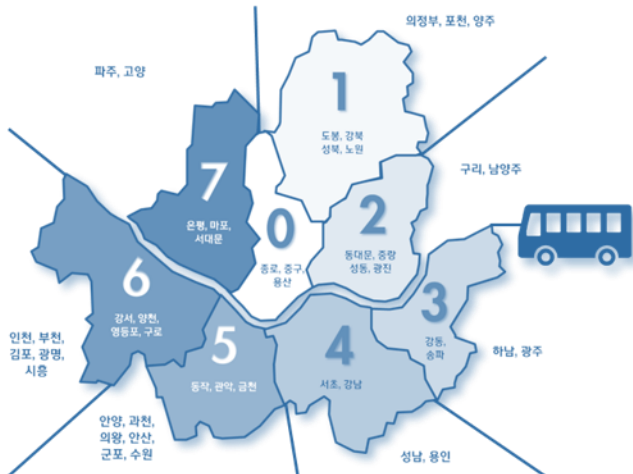 의정부, 포천, 양주
파주, 고양
1
도봉, 강북
성북, 노원
구리, 남양주
7
은평, 마포,
서대문
0
종로, 중구,
용산
2
동대문, 중랑
성동, 광진
6
강서, 양천,
영등포, 구로
3
강동,
송파
인천, 부천,
김포, 광명,
시흥
5
동작, 관악, 금천
4
서초, 강남
하남, 광주
안양, 과천,
의왕, 안산,
군포, 수원
성남, 용인